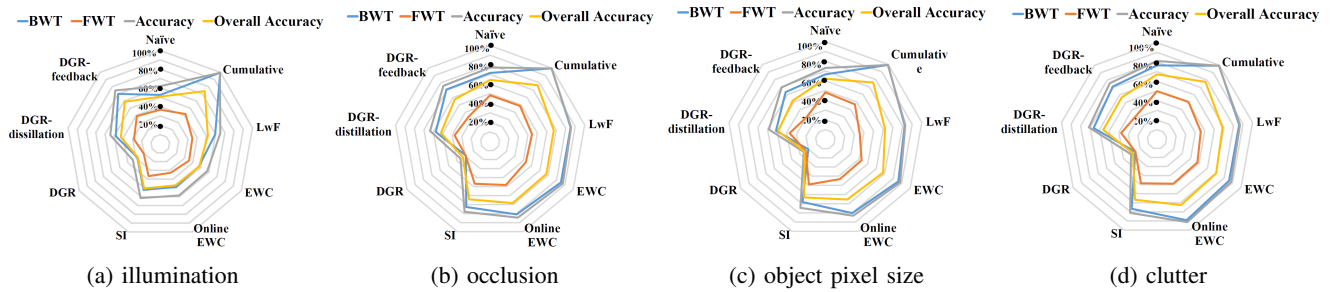 BWT FWT Accuracy Overall Accuracy
Naïve
100%
80%
60%
40%
20%
Cumulative
LwF
EWC
Online
EWC
SI
DGR
DGR-
dissillation
DGR-
feedback
(a) illumination
BWT FWT Accuracy Overall Accuracy
Naïve
100%
80%
60%
40%
20%
Cumulative
LwF
EWC
Online
EWC
SI
DGR
DGR-
distillation
DGR-
feedback
(b) occlusion
BWT FWT Accuracy Overall Accuracy
Naïve
100%
80%
60%
40%
20%
Cumulativ
e
LwF
EWC
Online
EWC
SI
DGR
DGR-
distillation
DGR-
feedback
(c) object pixel size
BWT FWT Accuracy Overall Accuracy
Naïve
100%
80%
60%
40%
20%
Cumulative
LwF
EWC
Online
EWC
SI
DGR
DGR-
distillation
DGR-
feedback
(d) clutter